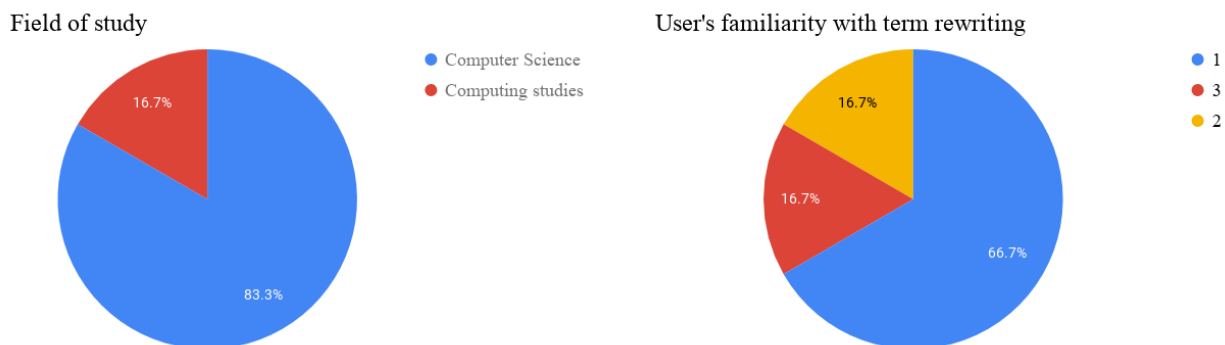 Field of study
Computer Science
Computing studies
16.7%
83.3%
User's familiarity with term rewriting
1
3
2
16.7%
16.7%
66.7%